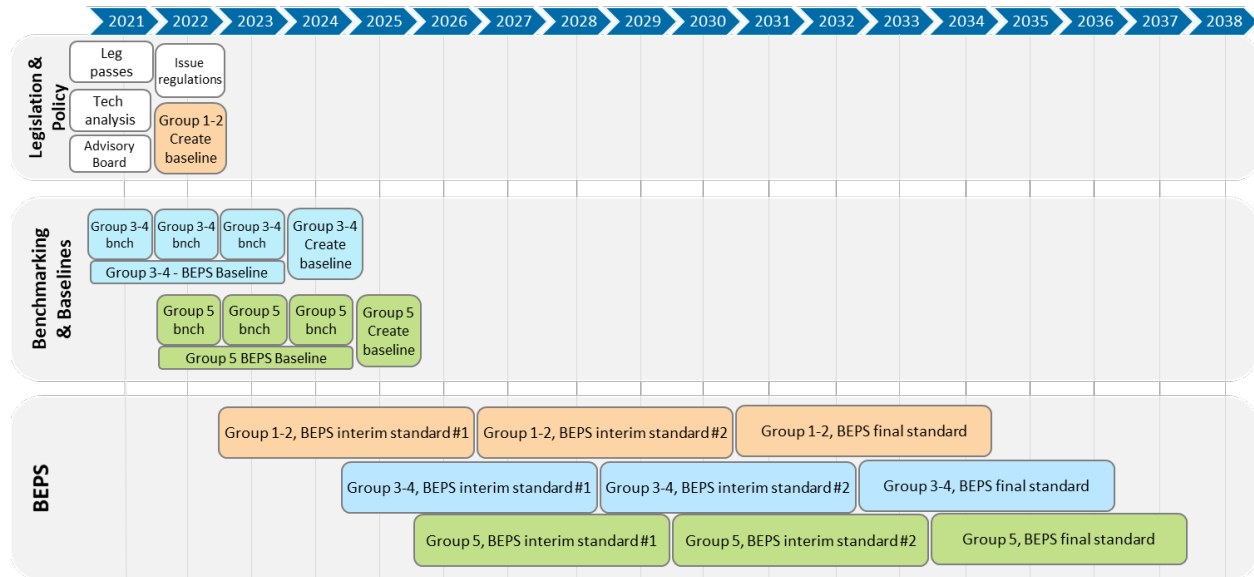 2021 2022 2023 2024 2025 2026 2027 2028 2029 2030 2031 2032 2033 2034 2035 2036 2037 2038
Legislation &
Policy
Leg
passes
Issue
regulations
Tech
analysis
Group 1-2
Create
baseline
Advisory
Board
Benchmarking
& Baselines
Group 3-4
bnch
Group 3-4
bnch
Group 3-4
bnch
Group 3-4
Create
baseline
Group 3-4 - BEPS Baseline
Group 5
bnch
Group 5
bnch
Group 5
bnch
Group 5
Create
baseline
Group 5 BEPS Baseline
BEPS
Group 1-2, BEPS interim standard #1
Group 1-2, BEPS interim standard #2
Group 1-2, BEPS final standard
Group 3-4, BEPS interim standard #1
Group 3-4, BEPS interim standard #2
Group 3-4, BEPS final standard
Group 5, BEPS interim standard #1
Group 5, BEPS interim standard #2
Group 5, BEPS final standard